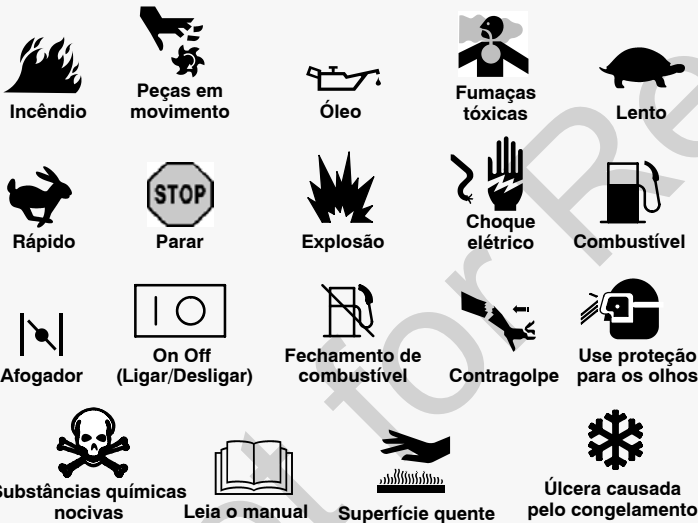 Incêndio
Peças em
movimento
Óleo
Fumaças
tóxicas
Lento
Rápido
STOP
Parar
Explosão
Choque
elétrico
Combustível
Afogador
On Off
(Ligar/Desligar)
Fechamento de
combustível
Contragolpe
Use proteção
para os olhos
Substâncias químicas
nocivas
Leia o manual
Superfície quente
Úlcera causada
pelo congelamento
for Re